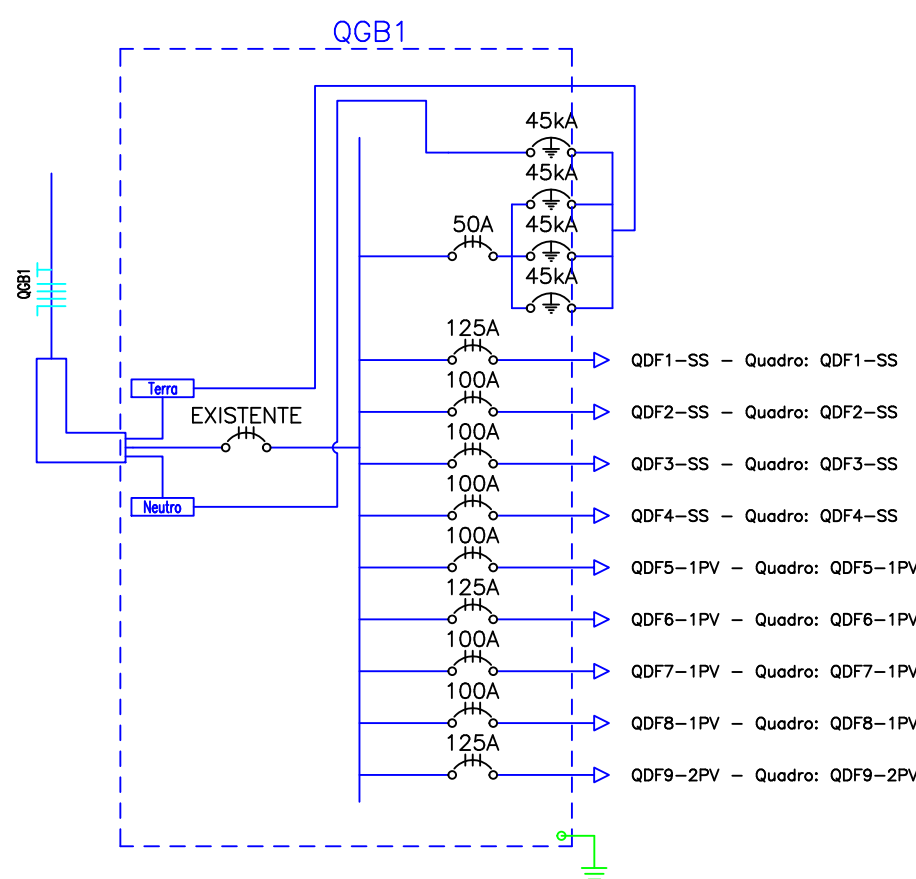 QGB1
45kA
45kA
50A
45kA
45kA
QGB1
125A
QDF1-SS - Quadro: QDF1-SS
Terra
100A
QDF2-SS - Quadro: QDF2-SS
EXISTENTE
100A
QDF3-SS - Quadro: QDF3-SS
100A
Neutro
QDF4-SS - Quadro: QDF4-SS
100A
QDF5-1PV - Quadro: QDF5-1PV
125A
QDF6-1PV - Quadro: QDF6-1PV
100A
QDF7-1PV - Quadro: QDF7-1PV
100A
QDF8-1PV - Quadro: QDF8-1PV
125A
QDF9-2PV - Quadro: QDF9-2PV